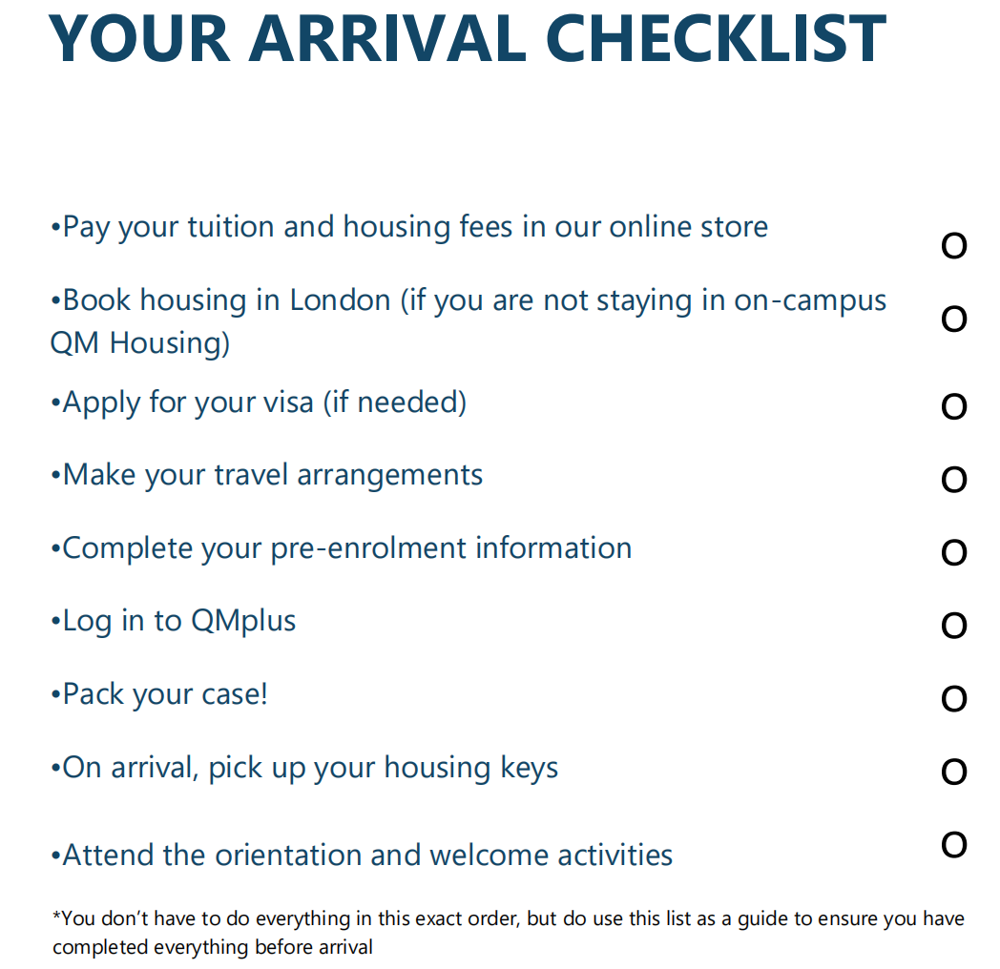 YOUR ARRIVAL CHECKLIST
•Pay your tuition and housing fees in our online store
o
•Book housing in London (if you are not staying in on-campus
QM Housing)
o
•Apply for your visa (if needed)
o
•Make your travel arrangements
o
•Complete your pre-enrolment information
o
•Log in to QMplus
o
•Pack your case!
o
•On arrival, pick up your housing keys
o
•Attend the orientation and welcome activities
o
*You don’t have to do everything in this exact order, but do use this list as a guide to ensure you have
completed everything before arrival